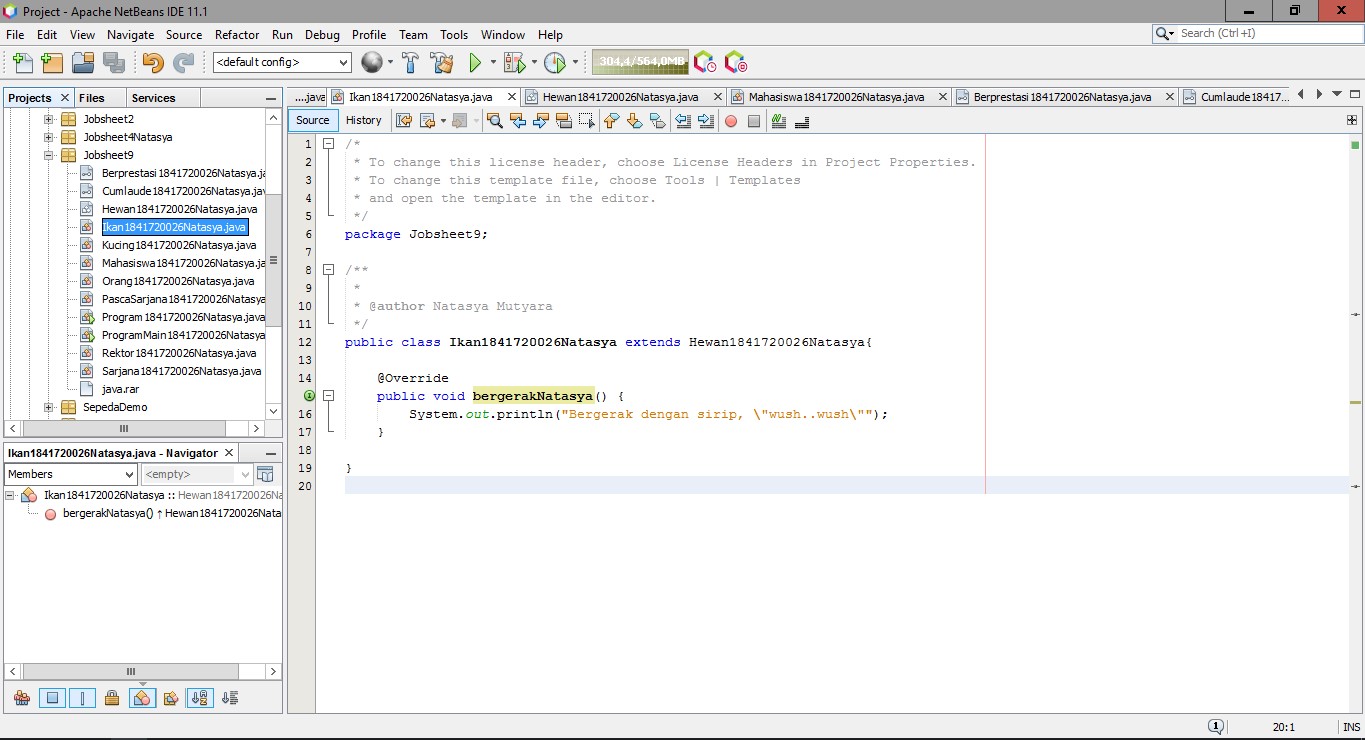 Project - Apache NetBeans IDE 11.1
File Edit View Navigate Source Refactor Run Debug Profile Team Tools Window Help
Search (Ctrl+I)
<default config>
304,4/564,0MB
Projects Files Services
Jobsheet2
Jobsheet4Natasya
Jobsheet9
Berprestasi1841720026Natasya.ja
Cumlaude1841720026Natasya.jav
Hewan1841720026Natasya.java
Ikan1841720026Natasya.java
Kucing1841720026Natasya.java
Mahasiswa1841720026Natasya.ja
Orang1841720026Natasya.java
PascaSarjana1841720026Natasya
Program1841720026Natasya.java
ProgramMain1841720026Natasya
Rektor1841720026Natasya.java
Sarjana1841720026Natasya.java
java.rar
SepedaDemo
Ikan1841720026Natasya.java - Navigator
Members <empty>
Ikan1841720026Natasya :: Hewan1841720026Na
bergerakNatasya() ↑ Hewan1841720026Nata
....java Ikan1841720026Natasya.java Hewan1841720026Natasya.java Mahasiswa1841720026Natasya.java Berprestasi1841720026Natasya.java Cumlaude18417...
Source History
1 /*
2 * To change this license header, choose License Headers in Project Properties.
3 * To change this template file, choose Tools | Templates
4 * and open the template in the editor.
5 */
6 package Jobsheet9;
7
8 /**
9 *
10 * @author Natasya Mutyara
11 */
12 public class Ikan1841720026Natasya extends Hewan1841720026Natasya{
13
14 @Override
public void bergerakNatasya() {
16 System.out.println("Bergerak dengan sirip, \"wush..wush\"");
17 }
18
19 }
20
20:1 INS